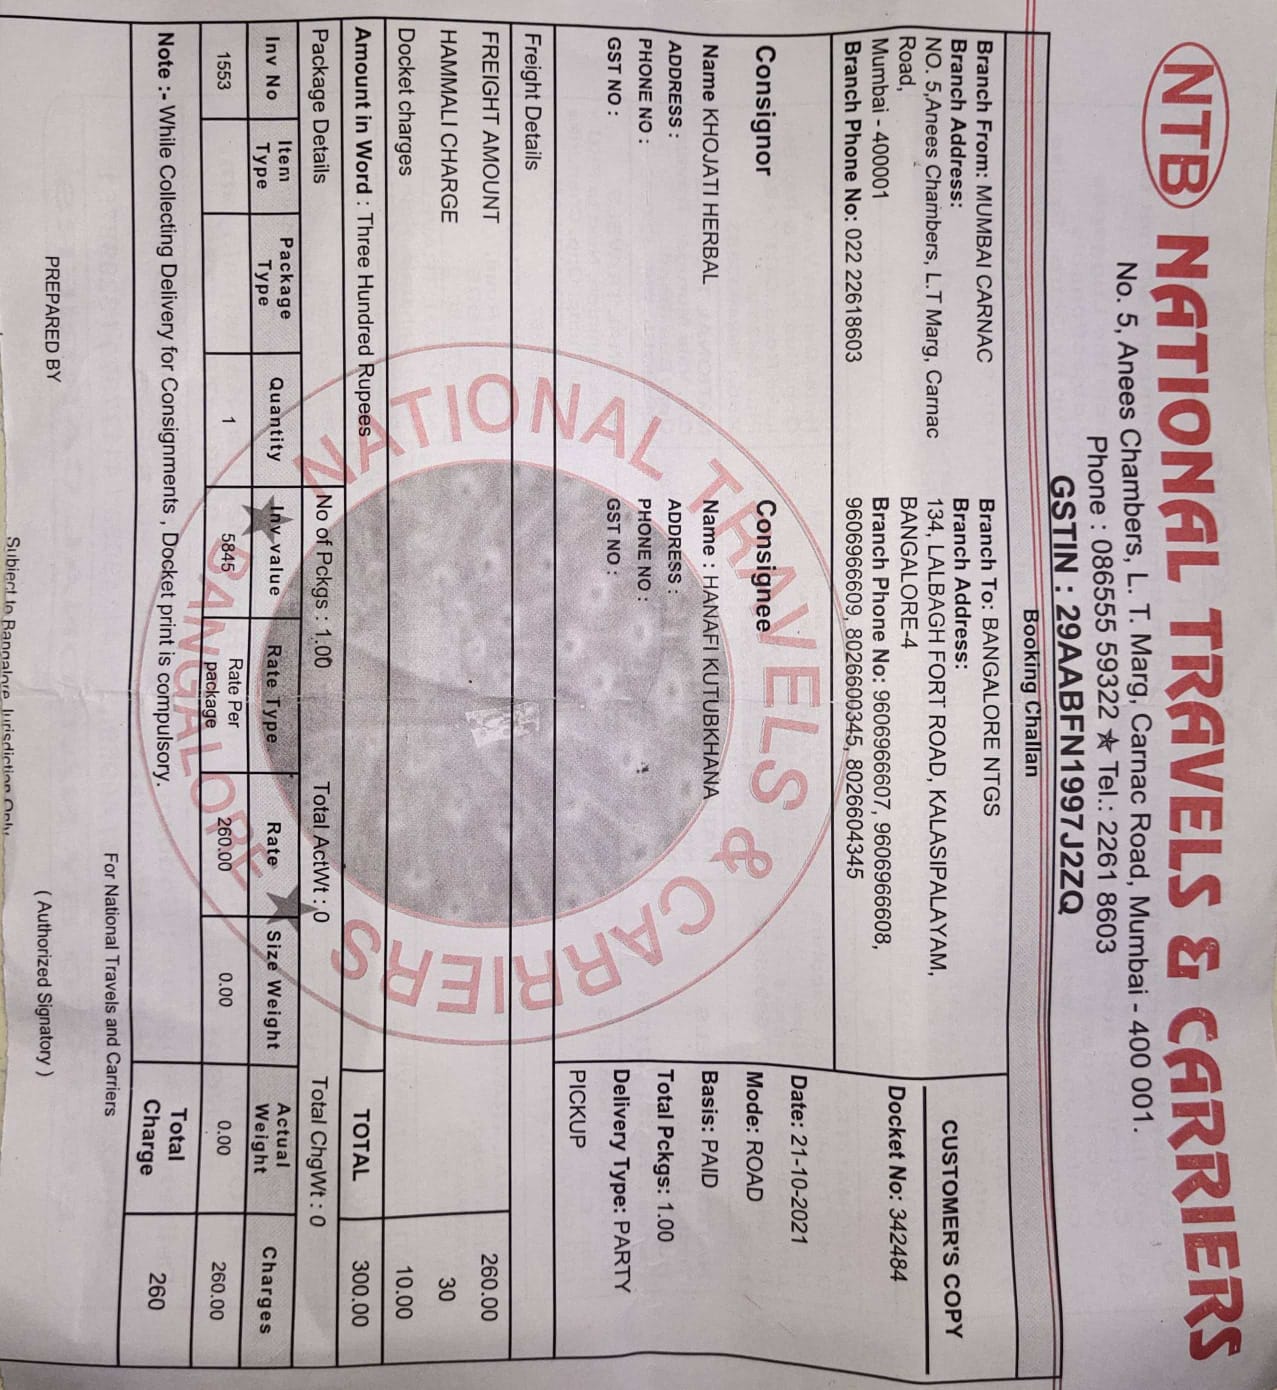 NTB NATIONAL TRAVELS & CARRIERS
No. 5, Anees Chambers, L. T. Marg, Carnac Road, Mumbai - 400 001.
Phone : 086555 59322 ★ Tel.: 2261 8603
GSTIN : 29AABFN1997J2ZQ
Booking Challan
Branch From: MUMBAI CARNAC
Branch Address:
NO. 5,Anees Chambers, L.T Marg, Carnac
Road,
Mumbai - 400001
Branch Phone No: 022 22618603
Branch To: BANGALORE NTGS
Branch Address:
134, LALBAGH FORT ROAD, KALASIPALAYAM,
BANGALORE-4
Branch Phone No: 9606966607, 9606966608,
9606966609, 8026600345, 8026604345
CUSTOMER'S COPY
Docket No: 342484
Date: 21-10-2021
Mode: ROAD
Basis: PAID
Total Pckgs: 1.00
Delivery Type: PARTY
PICKUP
Consignor
Name KHOJATI HERBAL
ADDRESS :
PHONE NO :
GST NO :
Consignee
Name : HANAFI KUTUBKHANA
ADDRESS :
PHONE NO :
GST NO :
Freight Details
FREIGHT AMOUNT 260.00
HAMMALI CHARGE 30
Docket charges 10.00
Amount in Word : Three Hundred Rupees TOTAL 300.00
Package Details No of Pckgs : 1.00 Total ActWt : 0 Total ChgWt : 0
Inv No Item Type Package Type Quantity Inv value Rate Type Rate Size Weight Actual Weight Charges
1553 1 5845 Rate Per package 260.00 0.00 0.00 260.00
Note :- While Collecting Delivery for Consignments , Docket print is compulsory. Total Charge 260
For National Travels and Carriers
PREPARED BY
( Authorized Signatory )
Subject to Bangalore Jurisdiction Only
NATIONAL TRAVELS & CARRIERS
BANGALORE